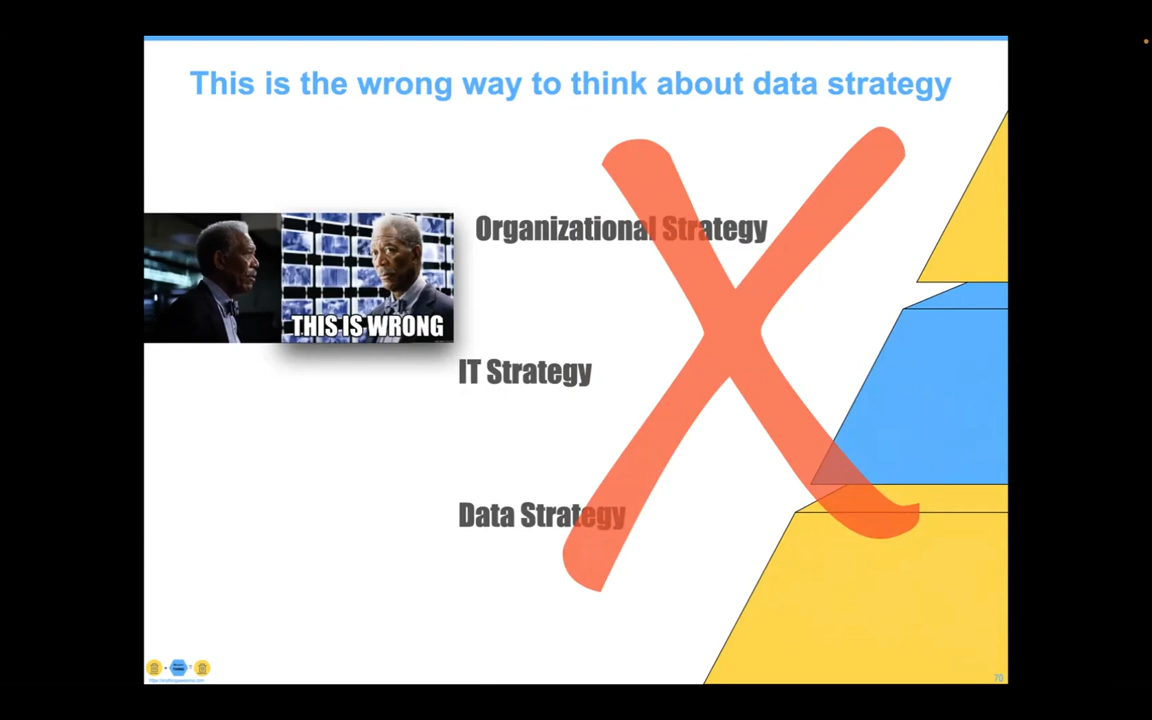 This is the wrong way to think about data strategy
Organizational Strategy
THIS IS WRONG
IT Strategy
Data Strategy
70